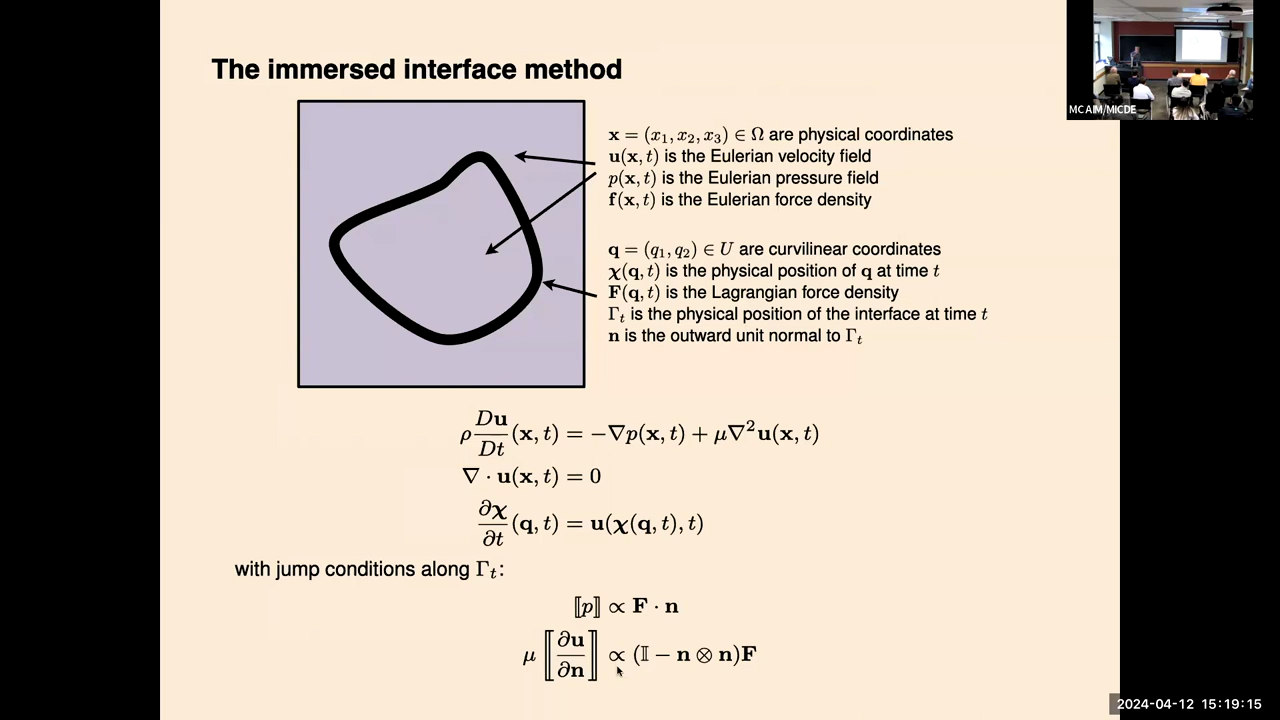 The immersed interface method
MCAIM/MICDE
x = (x₁, x₂, x₃) ∈ Ω are physical coordinates
u(x, t) is the Eulerian velocity field
p(x, t) is the Eulerian pressure field
f(x, t) is the Eulerian force density
q = (q₁, q₂) ∈ U are curvilinear coordinates
χ(q, t) is the physical position of q at time t
F(q, t) is the Lagrangian force density
Γₜ is the physical position of the interface at time t
n is the outward unit normal to Γₜ
ρ Du/Dt (x, t) = −∇p(x, t) + μ∇²u(x, t)
∇ · u(x, t) = 0
∂χ/∂t (q, t) = u(χ(q, t), t)
with jump conditions along Γₜ:
⟦p⟧ ∝ F · n
μ ⟦∂u/∂n⟧ ∝ (𝕀 − n ⊗ n)F
2024-04-12 15:19:15